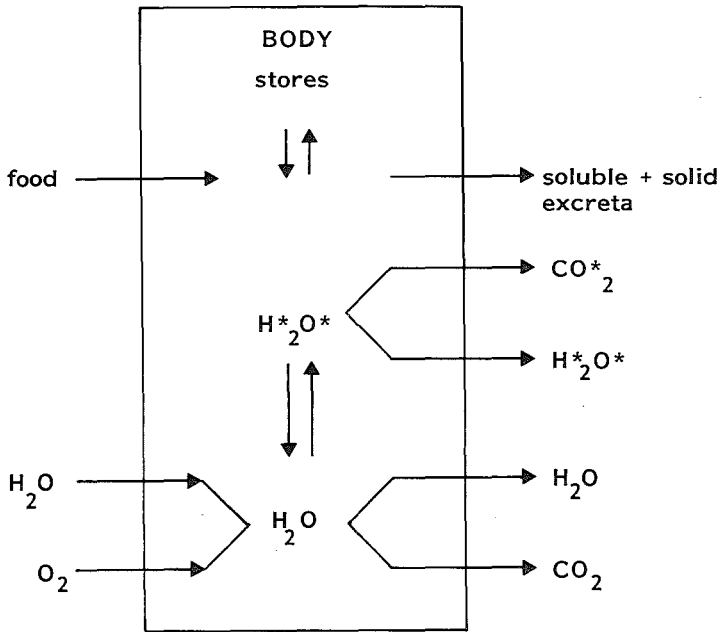 BODY
stores
food
soluble + solid
excreta
CO*₂
H*₂O*
H*₂O*
H₂O
H₂O
H₂O
O₂
CO₂